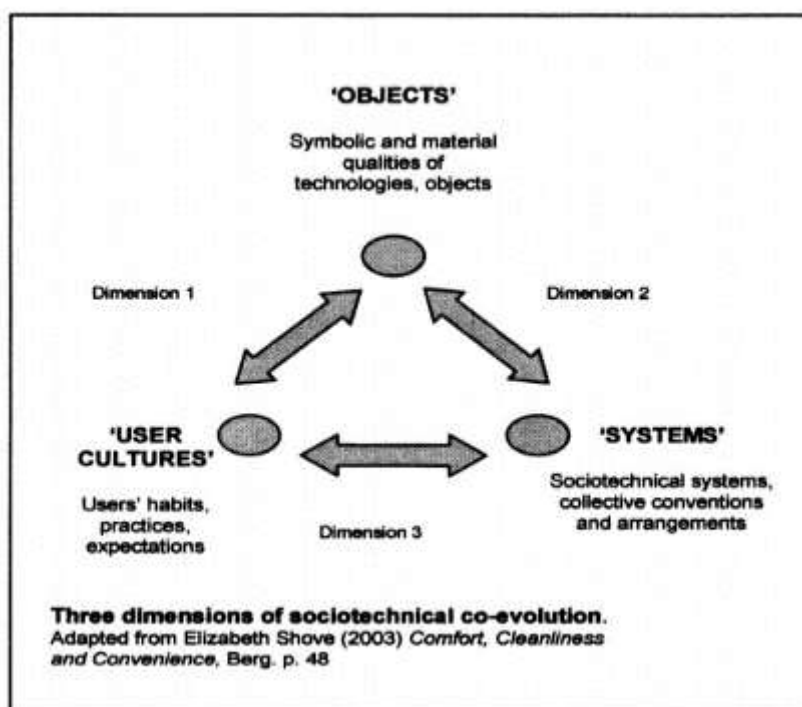 'OBJECTS'
Symbolic and material
qualities of
technologies, objects
Dimension 1
Dimension 2
'USER
CULTURES'
Users' habits,
practices,
expectations
'SYSTEMS'
Sociotechnical systems,
collective conventions
and arrangements
Dimension 3
Three dimensions of sociotechnical co-evolution.
Adapted from Elizabeth Shove (2003) Comfort, Cleanliness
and Convenience, Berg. p. 48